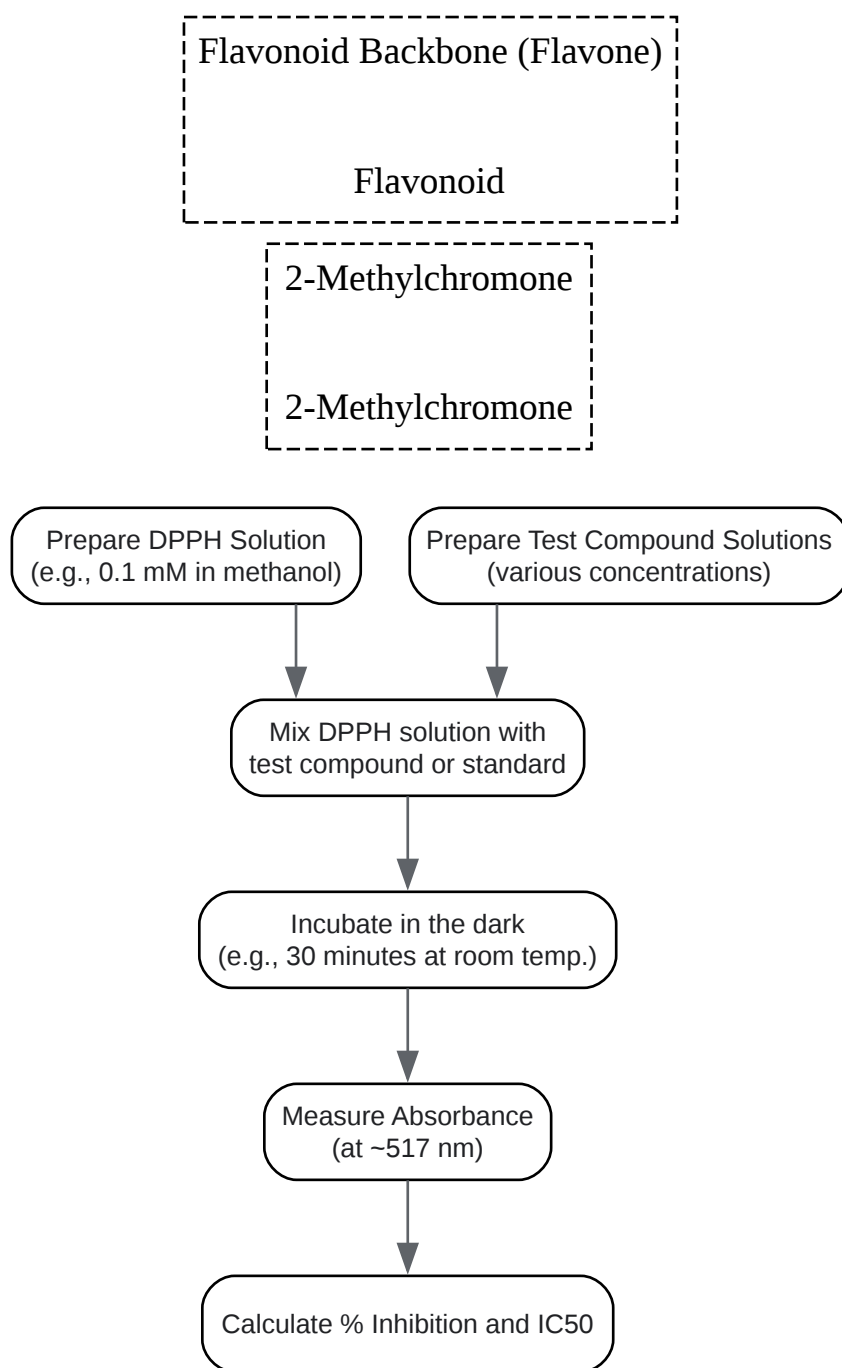 Flavonoid Backbone (Flavone)
Flavonoid
2-Methylchromone
2-Methylchromone
Prepare DPPH Solution
(e.g., 0.1 mM in methanol)
Prepare Test Compound Solutions
(various concentrations)
Mix DPPH solution with
test compound or standard
Incubate in the dark
(e.g., 30 minutes at room temp.)
Measure Absorbance
(at ~517 nm)
Calculate % Inhibition and IC50